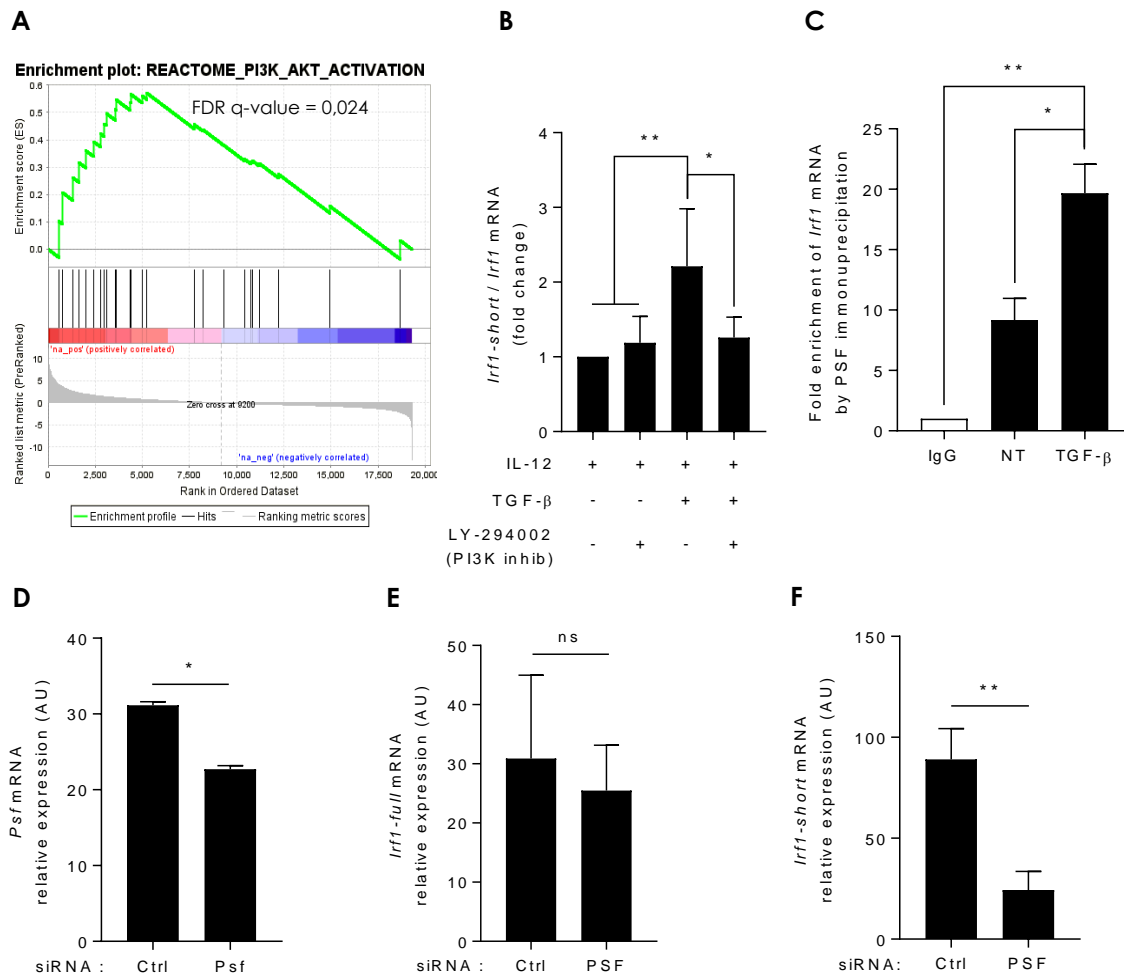 A
Enrichment plot: REACTOME_PI3K_AKT_ACTIVATION
FDR q-value = 0,024
Enrichment score (ES)
0.6
0.5
0.4
0.3
0.2
0.1
0.0
'na_pos' (positively correlated)
Ranked list metric (PreRanked)
10
5
0
-5
-10
Zero cross at 9200
'na_neg' (negatively correlated)
0
2,500
5,000
7,500
10,000
12,500
15,000
17,500
20,000
Rank in Ordered Dataset
Enrichment profile
Hits
Ranking metric scores
B
Irf1-short / Irf1 mRNA
(fold change)
4
3
2
1
0
**
*
IL-12 + + + +
TGF-β - - + +
LY-294002
(PI3K inhib) - + - +
C
Fold enrichment of Irf1 mRNA
by PSF immonuprecipitation
25
20
15
10
5
0
**
*
IgG NT TGF-β
D
Psf mRNA
relative expression (AU)
40
30
20
10
0
*
siRNA : Ctrl Psf
E
Irf1-full mRNA
relative expression (AU)
50
40
30
20
10
0
ns
siRNA : Ctrl PSF
F
Irf1-short mRNA
relative expression (AU)
150
100
50
0
**
siRNA : Ctrl PSF